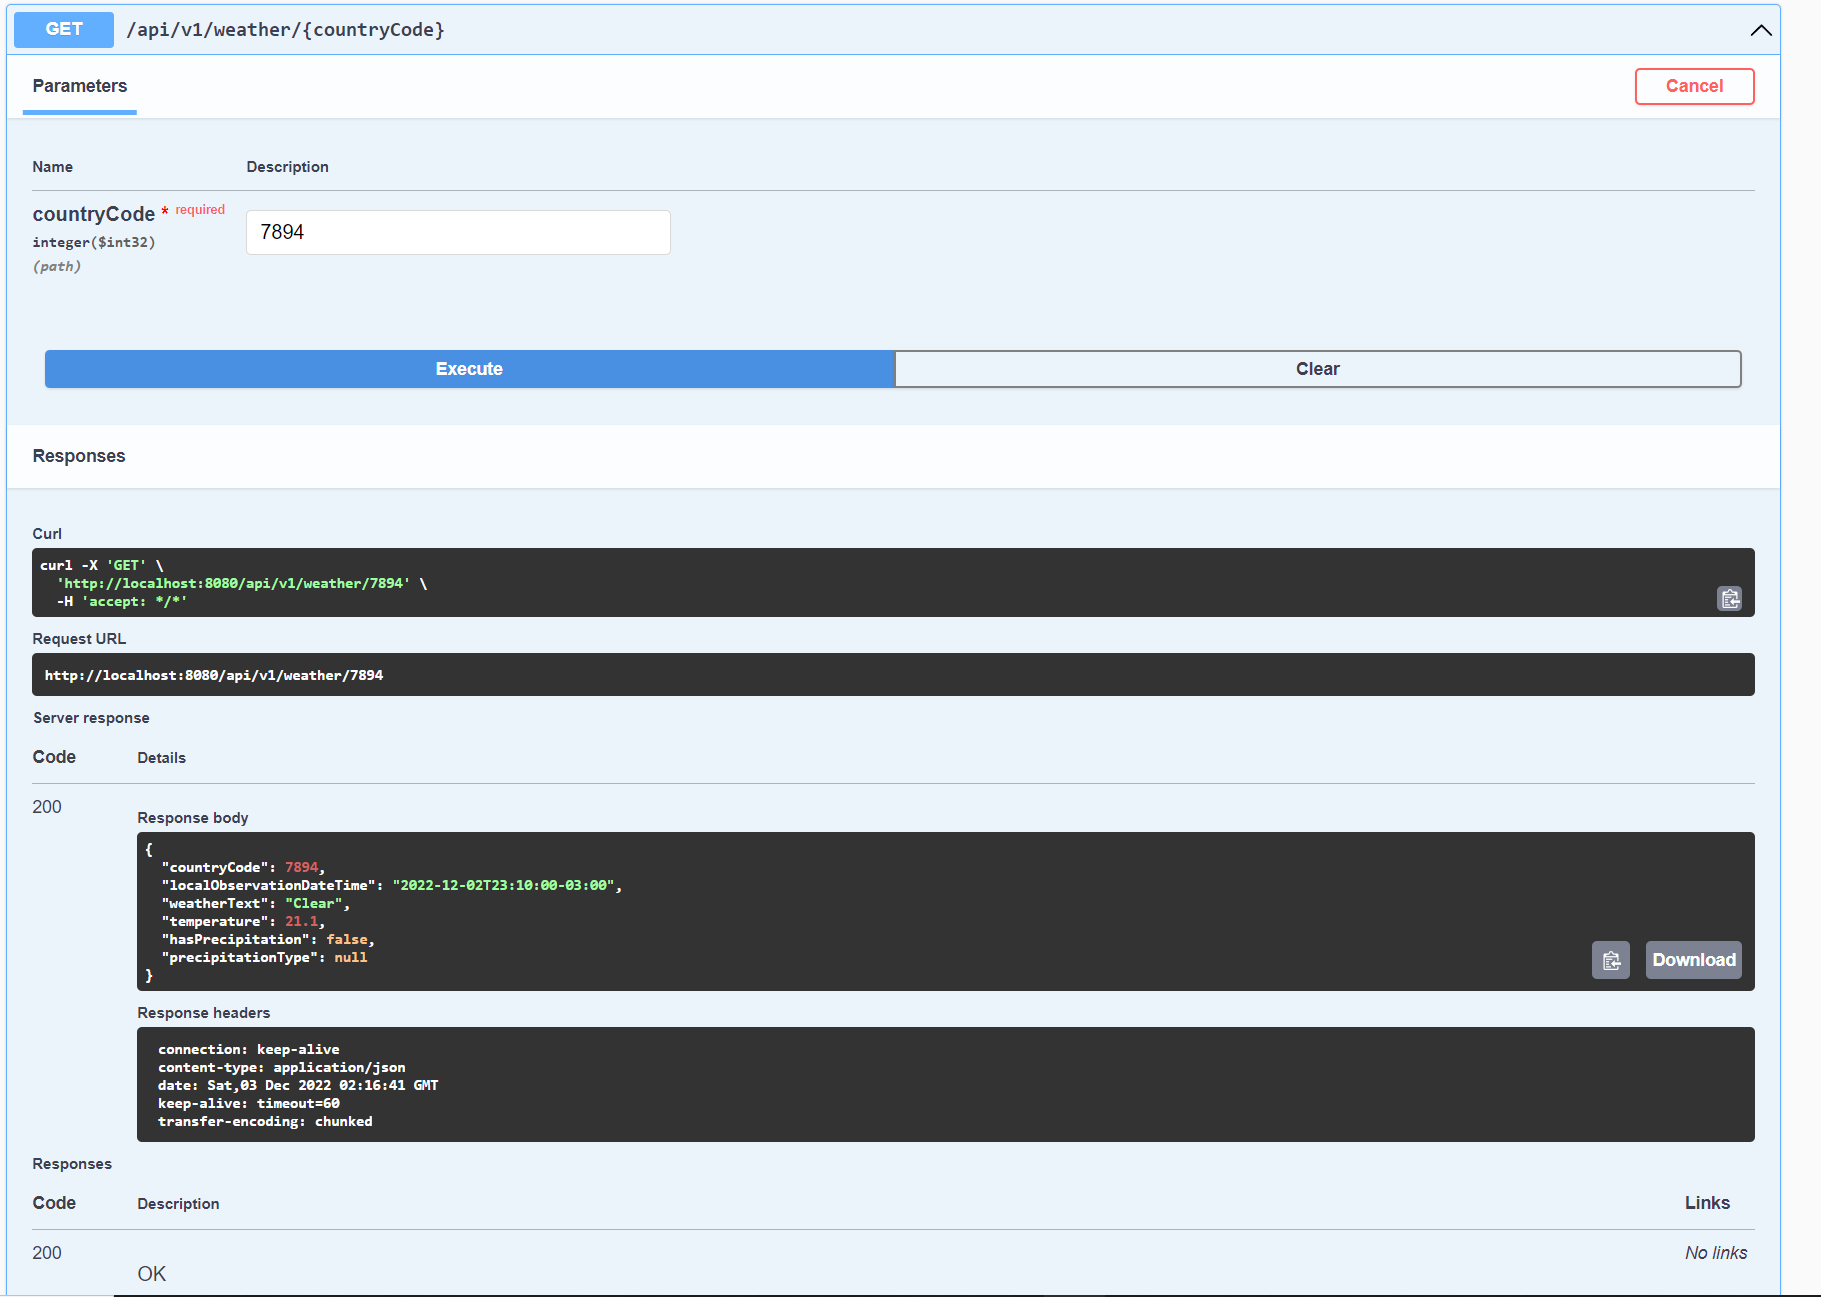 GET /api/v1/weather/{countryCode}
Parameters
Cancel
Name Description
countryCode * required
7894
integer($int32)
(path)
Execute Clear
Responses
Curl
curl -X 'GET' \
'http://localhost:8080/api/v1/weather/7894' \
-H 'accept: */*'
Request URL
http://localhost:8080/api/v1/weather/7894
Server response
Code Details
200
Response body
{
"countryCode": 7894,
"localObservationDateTime": "2022-12-02T23:10:00-03:00",
"weatherText": "Clear",
"temperature": 21.1,
"hasPrecipitation": false,
"precipitationType": null
}
Download
Response headers
connection: keep-alive
content-type: application/json
date: Sat,03 Dec 2022 02:16:41 GMT
keep-alive: timeout=60
transfer-encoding: chunked
Responses
Code Description Links
200 No links
OK